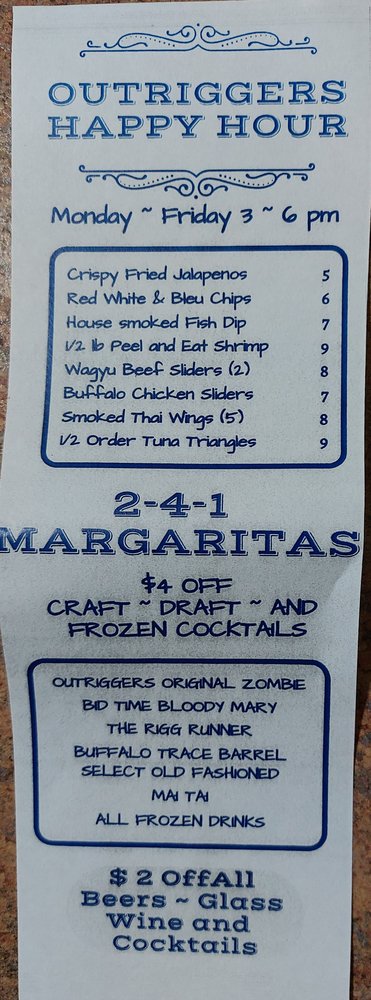 OUTRIGGERS
HAPPY HOUR
Monday ~ Friday 3 ~ 6 pm
Crispy Fried Jalapenos 5
Red White & Bleu Chips 6
House smoked Fish Dip 7
1/2 lb Peel and Eat Shrimp 9
Wagyu Beef Sliders (2) 8
Buffalo Chicken Sliders 7
Smoked Thai Wings (5) 8
1/2 Order Tuna Triangles 9
2-4-1
MARGARITAS
$4 OFF
CRAFT ~ DRAFT ~ AND
FROZEN COCKTAILS
OUTRIGGERS ORIGINAL ZOMBIE
BID TIME BLOODY MARY
THE RIGG RUNNER
BUFFALO TRACE BARREL
SELECT OLD FASHIONED
MAI TAI
ALL FROZEN DRINKS
$ 2 OffAll
Beers ~ Glass
Wine and
Cocktails